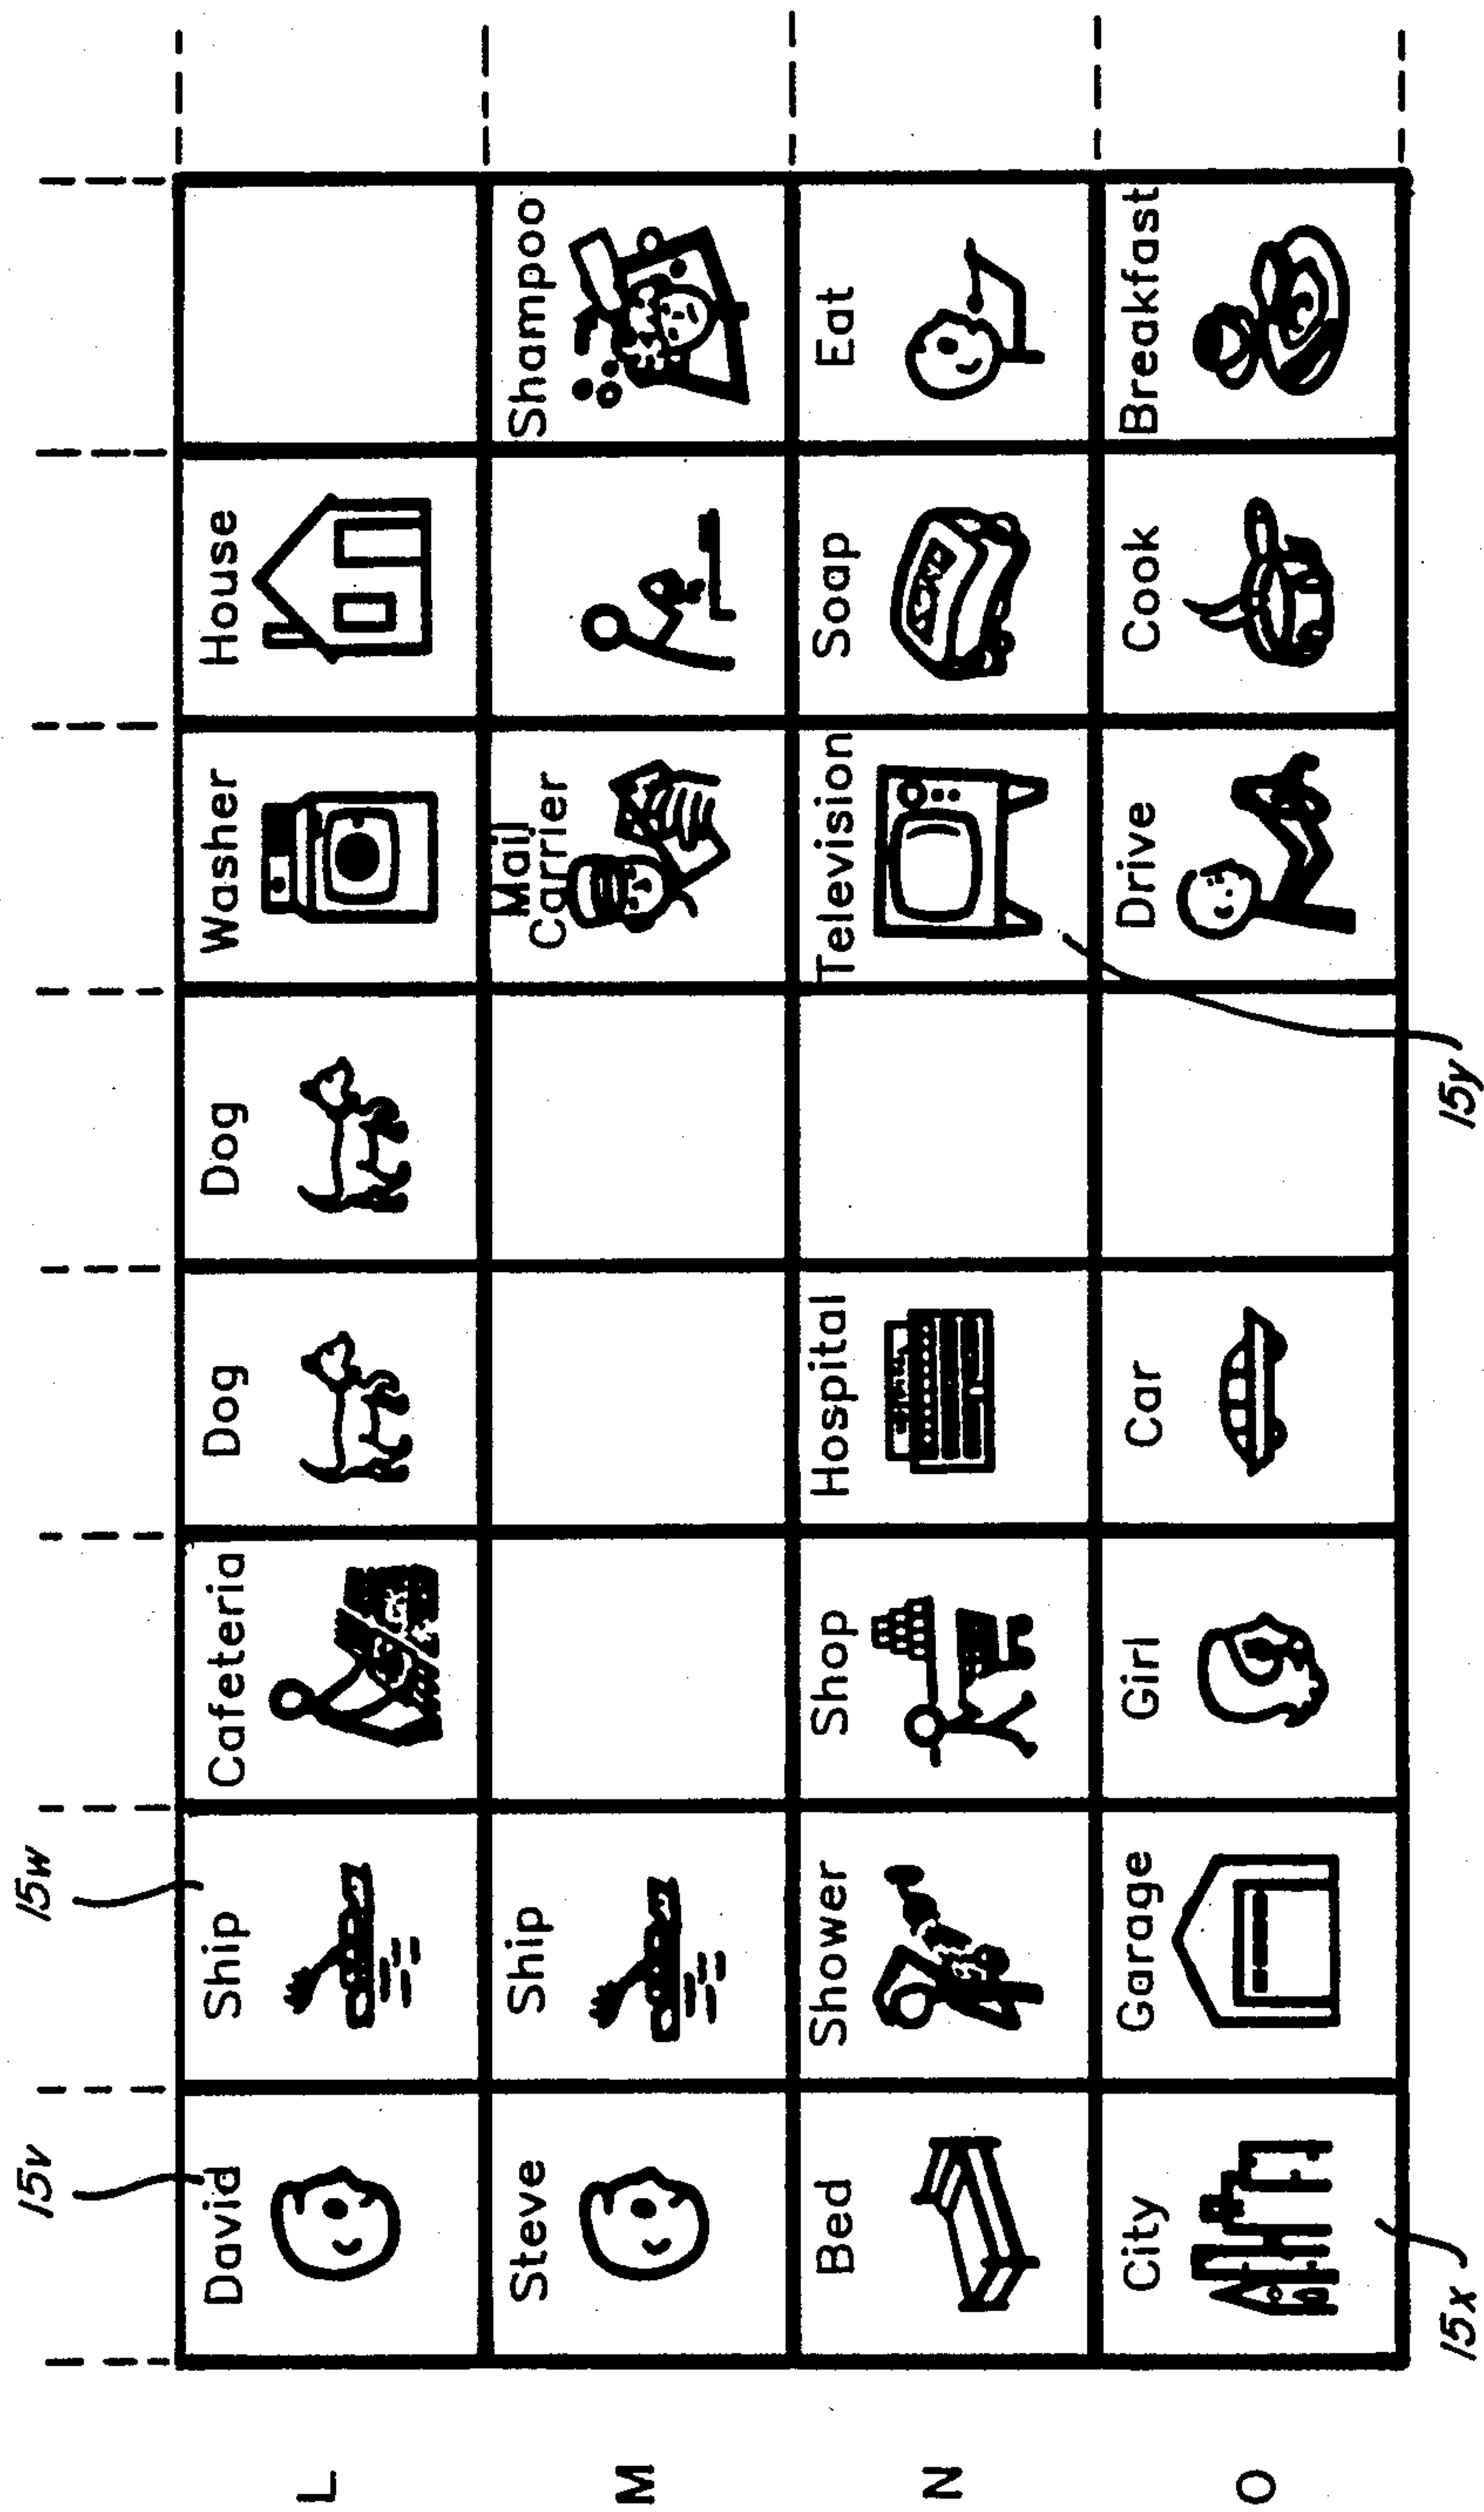 15v
15w
L
David
Ship
Cafeteria
Dog
Dog
Washer
House
M
Steve
Ship
Mail
Carrier
Shampoo
N
Bed
Shower
Shop
Hospital
Television
Soap
Eat
O
City
Garage
Girl
Car
Drive
Cook
Breakfast
15x
15y